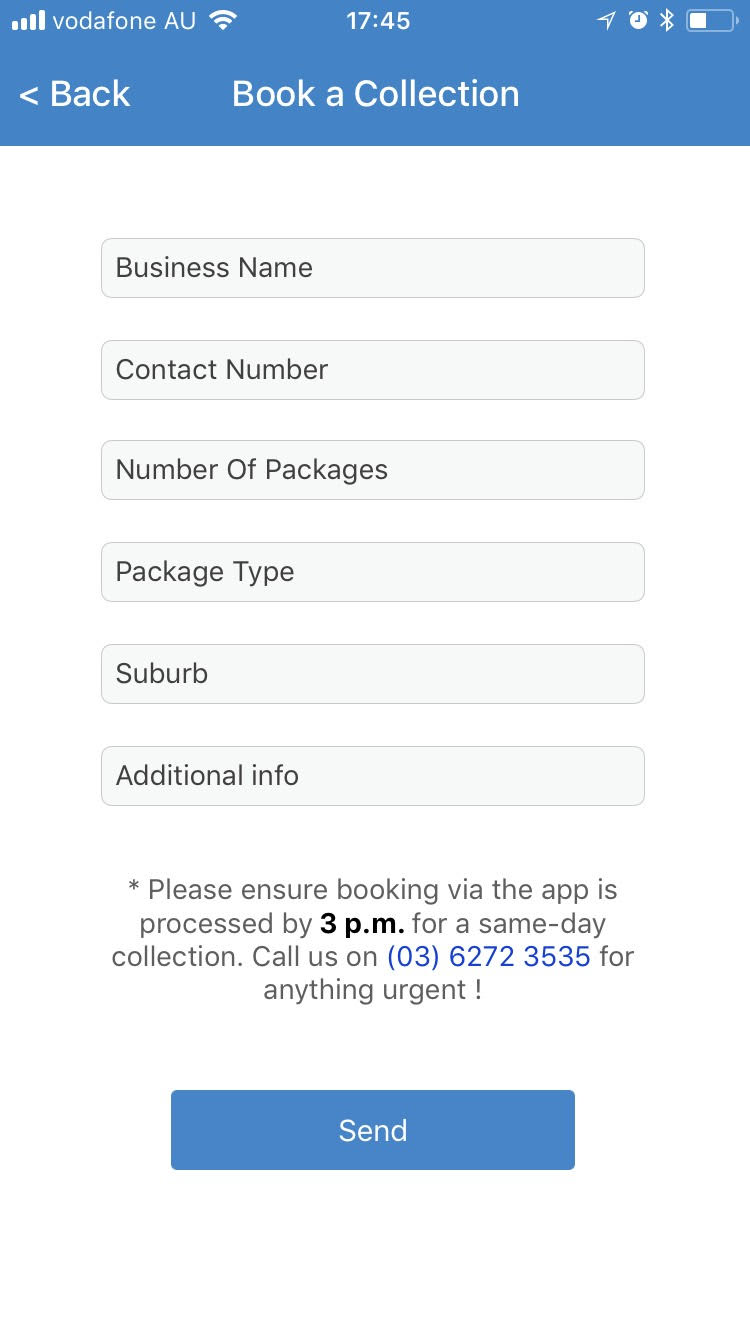 vodafone AU 17:45
< Back Book a Collection
Business Name
Contact Number
Number Of Packages
Package Type
Suburb
Additional info
* Please ensure booking via the app is
processed by 3 p.m. for a same-day
collection. Call us on (03) 6272 3535 for
anything urgent !
Send